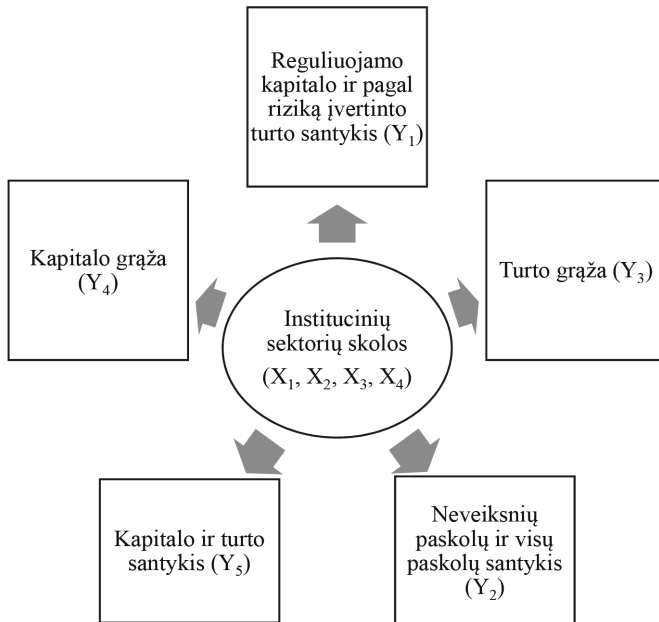 Reguliuojamo
kapitalo ir pagal
riziką įvertinto
turto santykis (Y₁)
Kapitalo grąža
(Y₄)
Turto grąža (Y₃)
Institucinių
sektorių skolos
(X₁, X₂, X₃, X₄)
Kapitalo ir turto
santykis (Y₅)
Neveiksnių
paskolų ir visų
paskolų santykis
(Y₂)